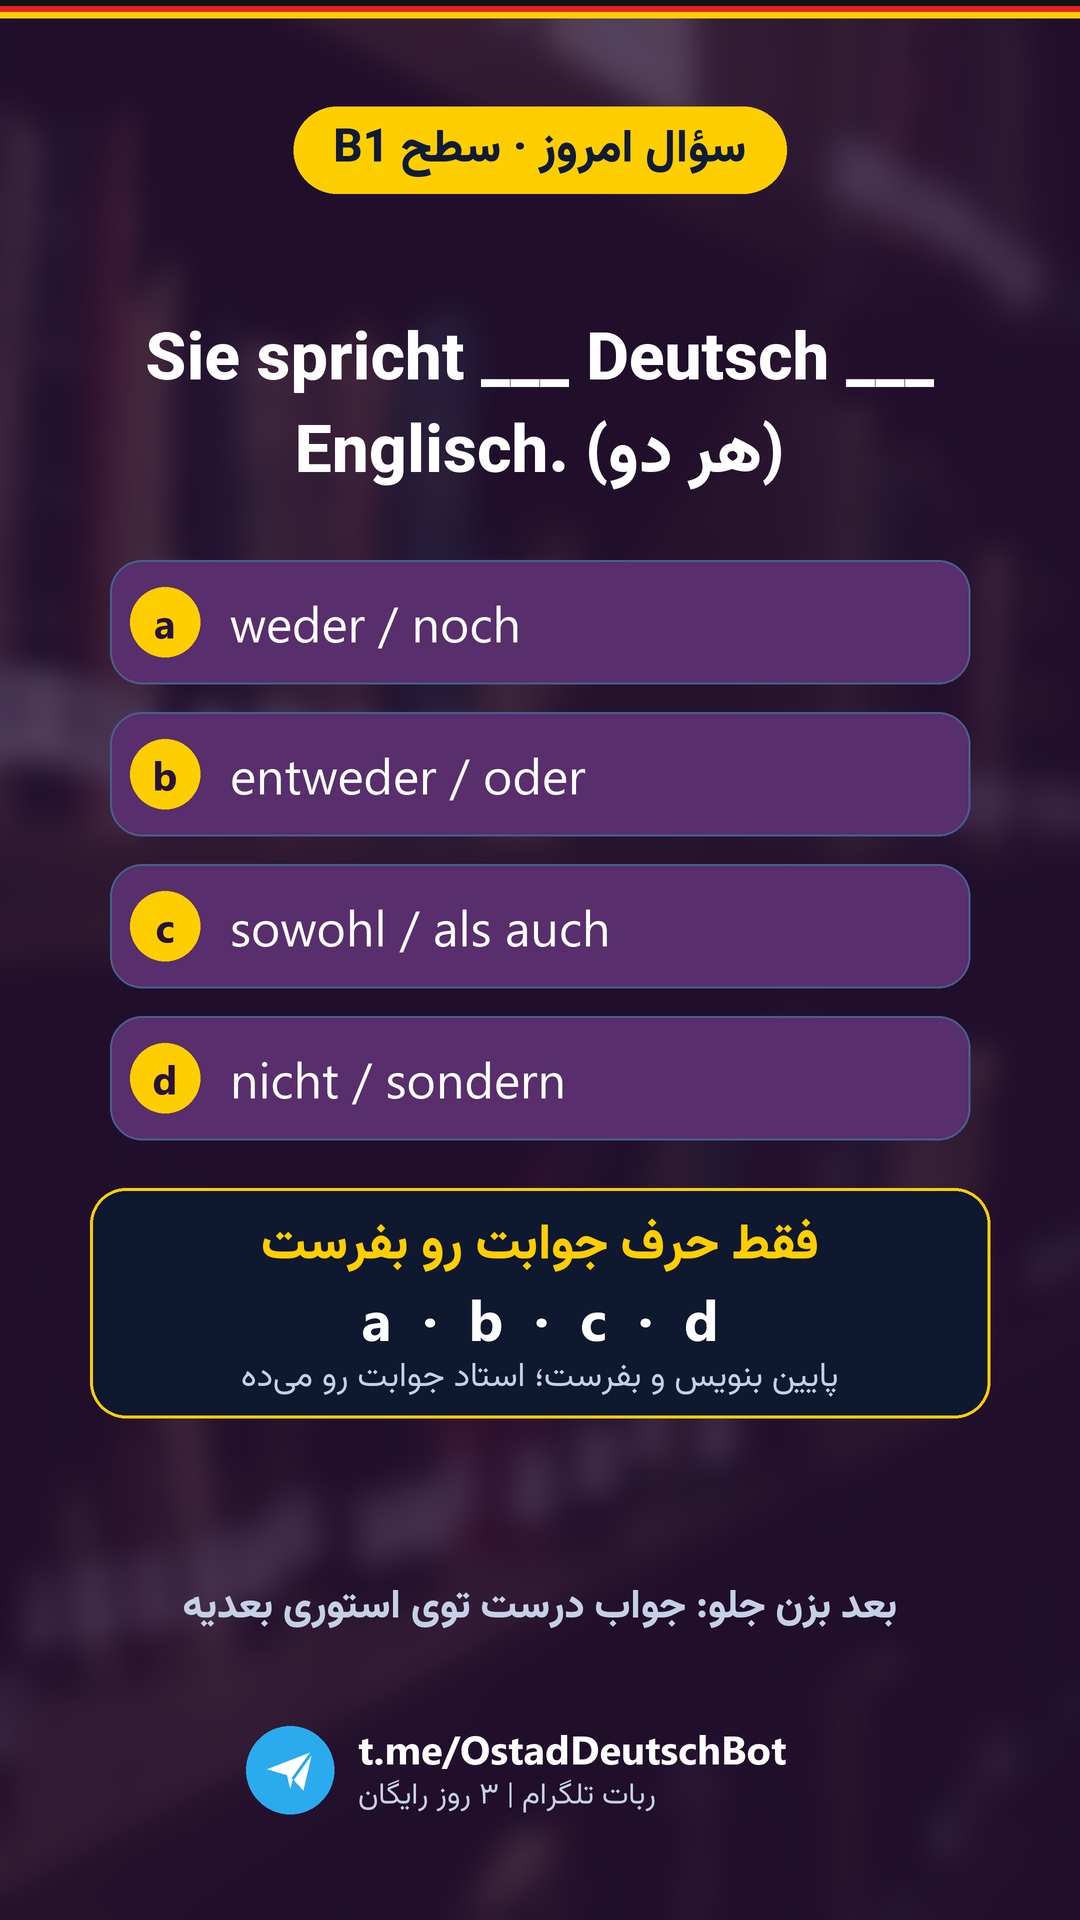 سؤال امروز · سطح B1
Sie spricht ___ Deutsch ___
Englisch. (هر دو)
a weder / noch
b entweder / oder
c sowohl / als auch
d nicht / sondern
فقط حرف جوابت رو بفرست
a · b · c · d
پایین بنویس و بفرست؛ استاد جوابت رو می‌ده
بعد بزن جلو: جواب درست توی استوری بعدیه
t.me/OstadDeutschBot
ربات تلگرام | ۳ روز رایگان